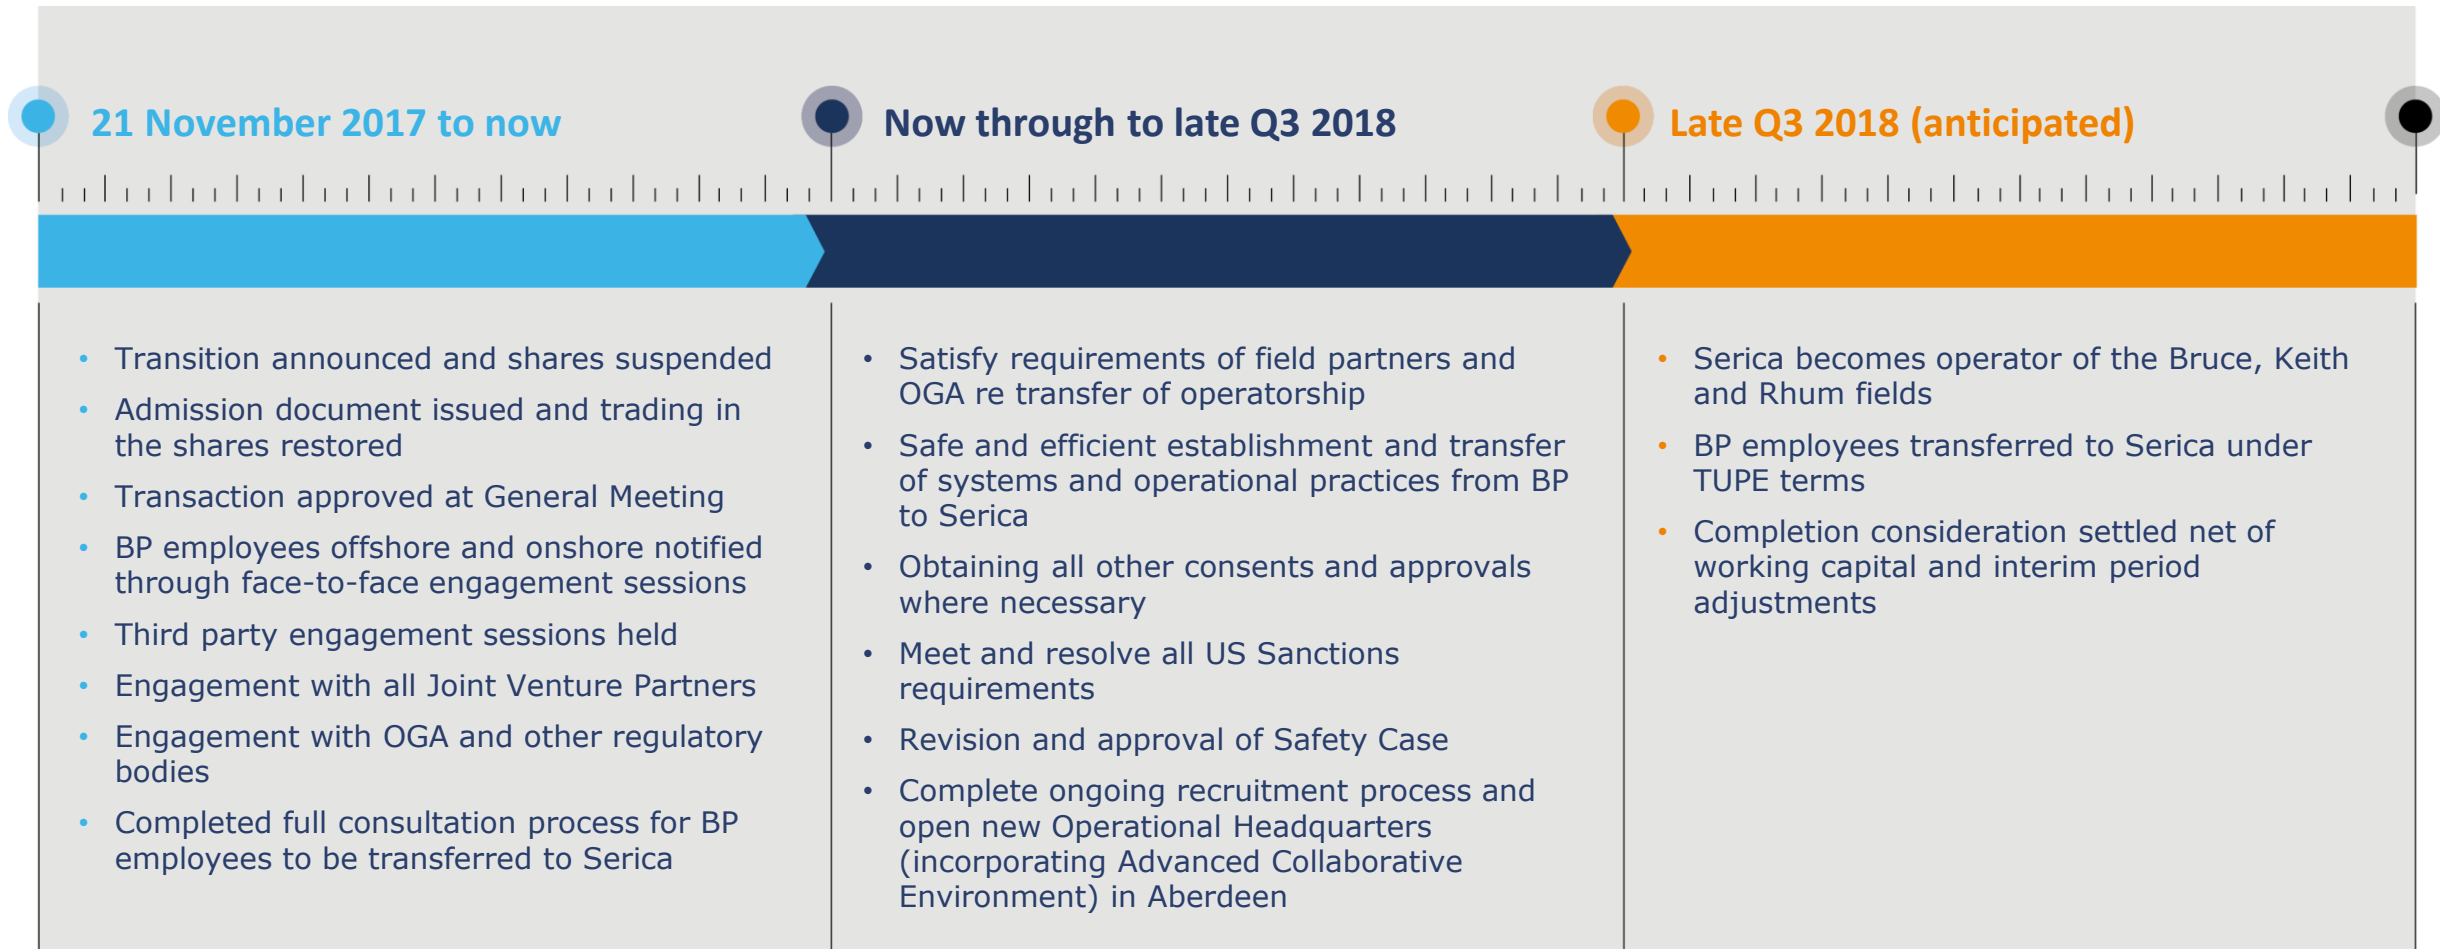 21 November 2017 to now
• Transition announced and shares suspended
• Admission document issued and trading in
the shares restored
• Transaction approved at General Meeting
• BP employees offshore and onshore notified
through face-to-face engagement sessions
• Third party engagement sessions held
• Engagement with all Joint Venture Partners
• Engagement with OGA and other regulatory
bodies
• Completed full consultation process for BP
employees to be transferred to Serica
Now through to late Q3 2018
• Satisfy requirements of field partners and
OGA re transfer of operatorship
• Safe and efficient establishment and transfer
of systems and operational practices from BP
to Serica
• Obtaining all other consents and approvals
where necessary
• Meet and resolve all US Sanctions
requirements
• Revision and approval of Safety Case
• Complete ongoing recruitment process and
open new Operational Headquarters
(incorporating Advanced Collaborative
Environment) in Aberdeen
Late Q3 2018 (anticipated)
• Serica becomes operator of the Bruce, Keith
and Rhum fields
• BP employees transferred to Serica under
TUPE terms
• Completion consideration settled net of
working capital and interim period
adjustments